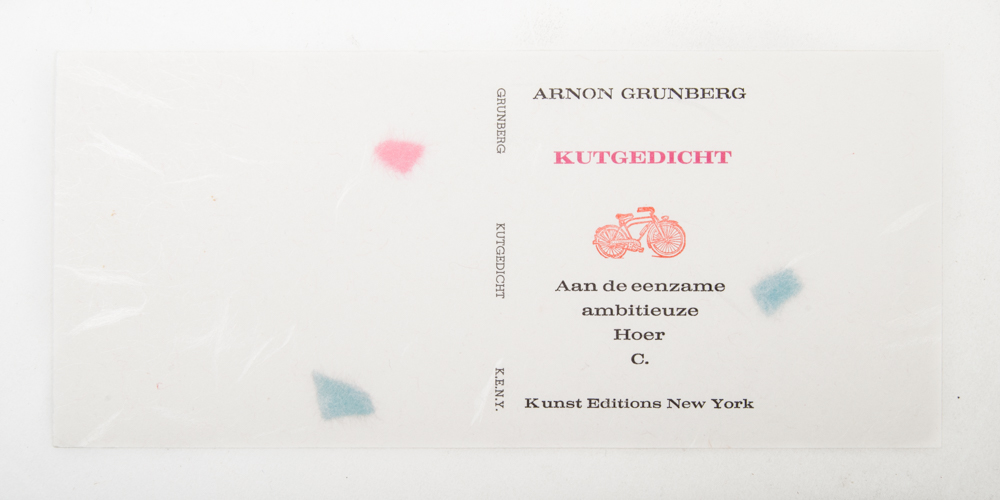 GRUNBERG
KUTGEDICHT
K.E.N.Y.
ARNON GRUNBERG
KUTGEDICHT
Aan de eenzame
ambitieuze
Hoer
C.
Kunst Editions New York